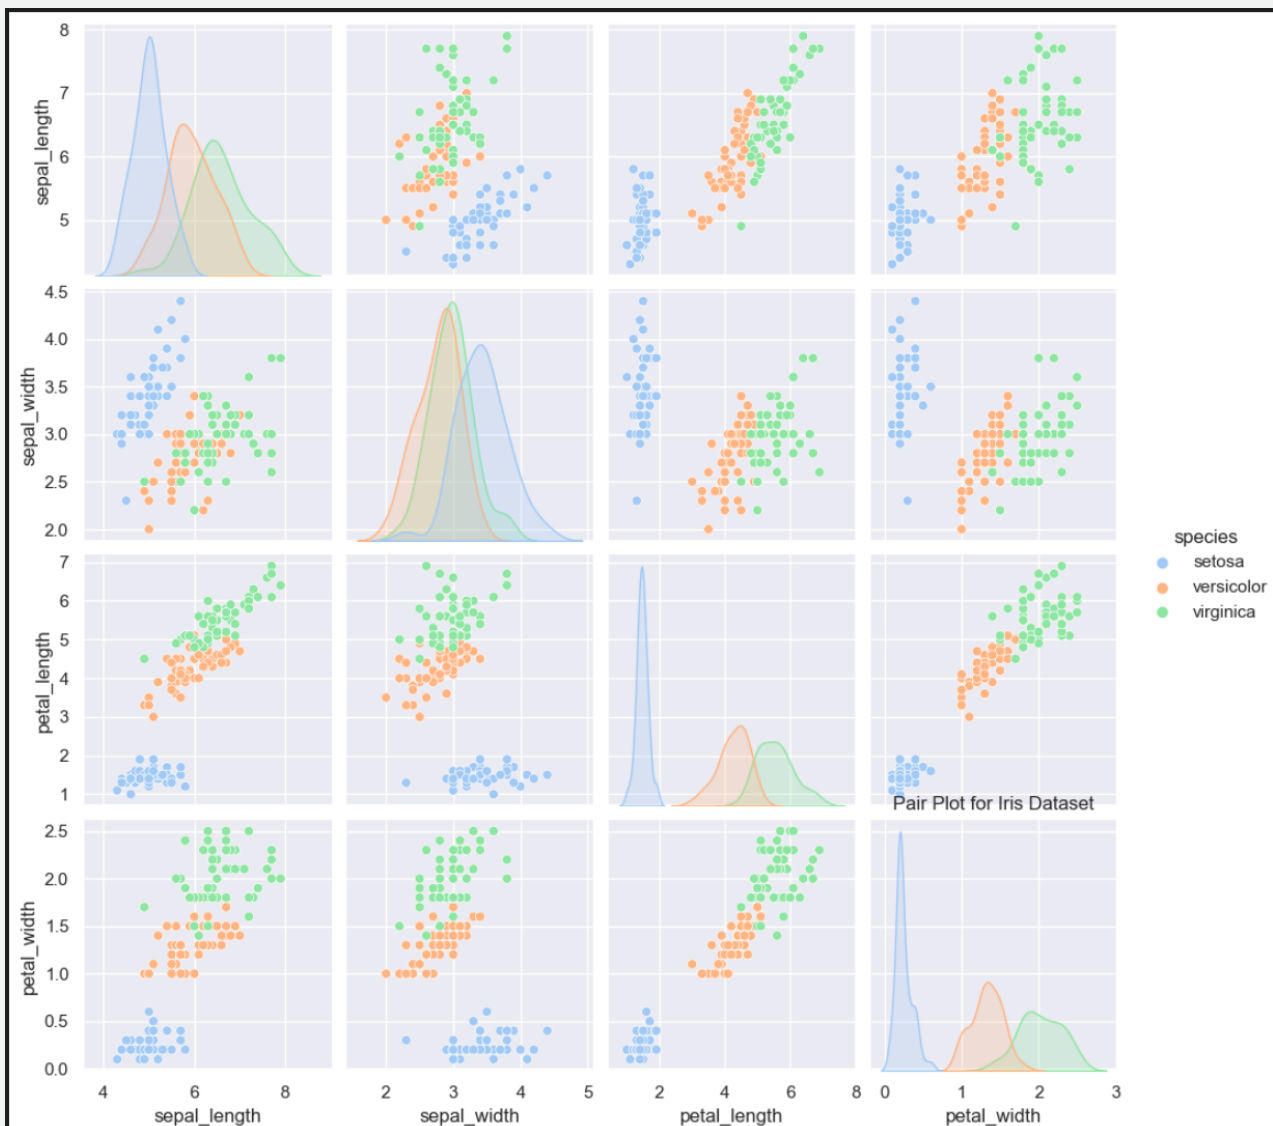 8
7
6
5
sepal_length
4.5
4.0
3.5
3.0
2.5
2.0
sepal_width
species
setosa
versicolor
virginica
7
6
5
4
3
2
1
petal_length
Pair Plot for Iris Dataset
2.5
2.0
1.5
1.0
0.5
0.0
petal_width
4 6 8
2 3 4 5
2 4 6 8
0 1 2 3
sepal_length
sepal_width
petal_length
petal_width